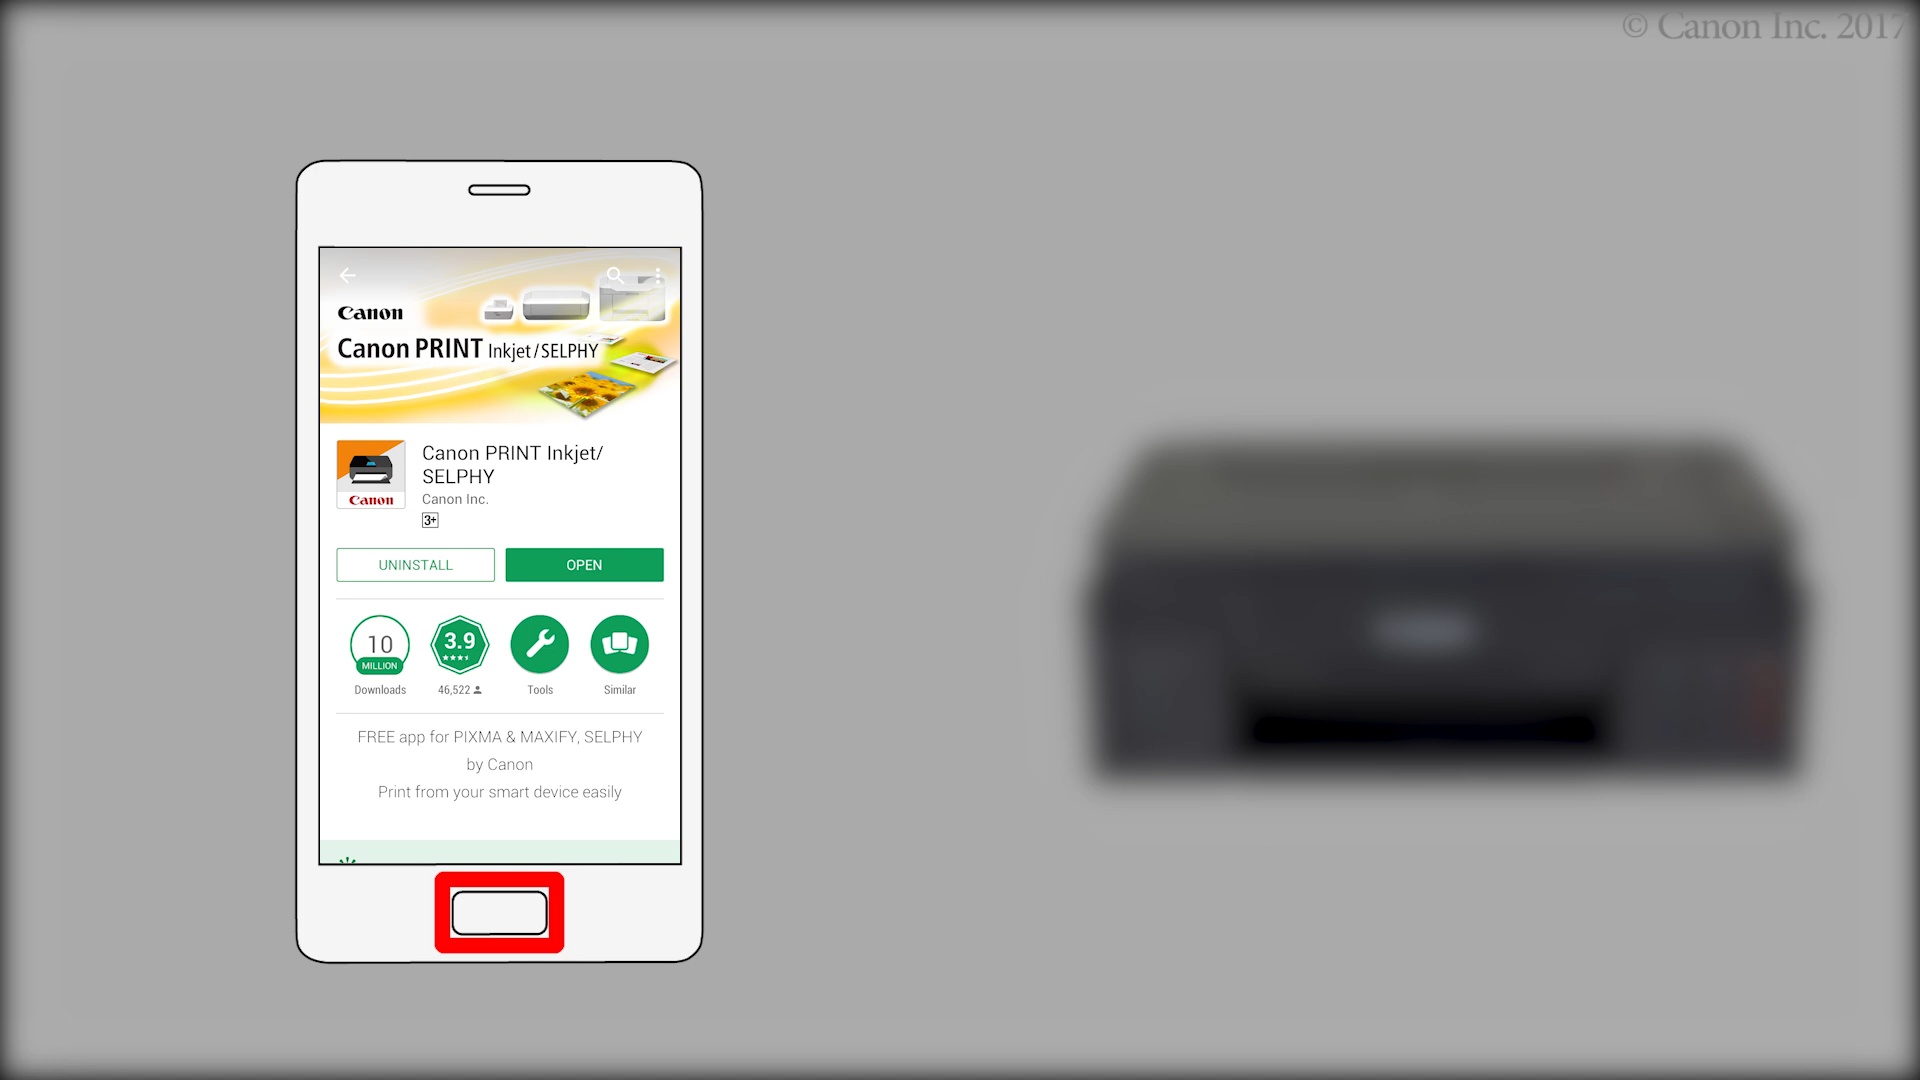 © Canon Inc. 2017
Canon
Canon PRINT Inkjet/SELPHY
Canon PRINT Inkjet/
SELPHY
Canon
Canon Inc.
3+
UNINSTALL
OPEN
10
MILLION
3.9
Downloads
46,522
Tools
Similar
FREE app for PIXMA & MAXIFY, SELPHY
by Canon
Print from your smart device easily